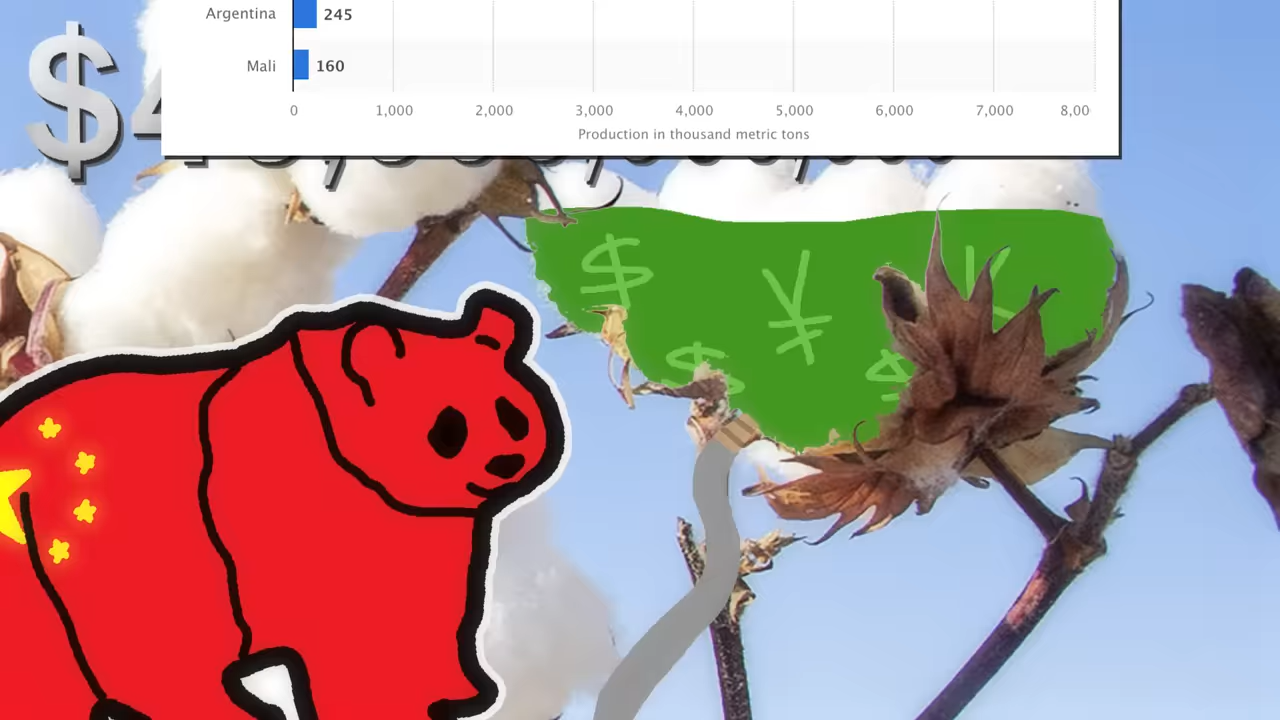 Argentina 245
Mali 160
0 1,000 2,000 3,000 4,000 5,000 6,000 7,000 8,00
Production in thousand metric tons
$4
$ ¥
$